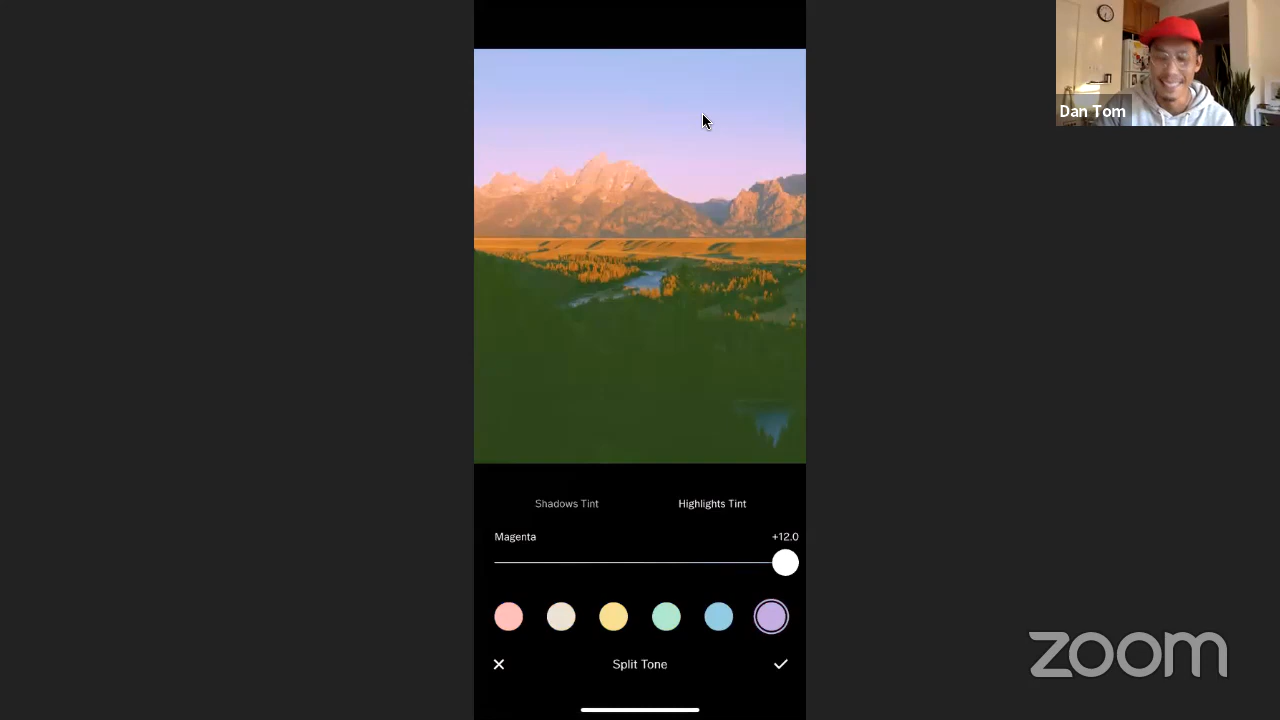 Dan Tom
Shadows Tint
Highlights Tint
Magenta
+12.0
Split Tone
zoom